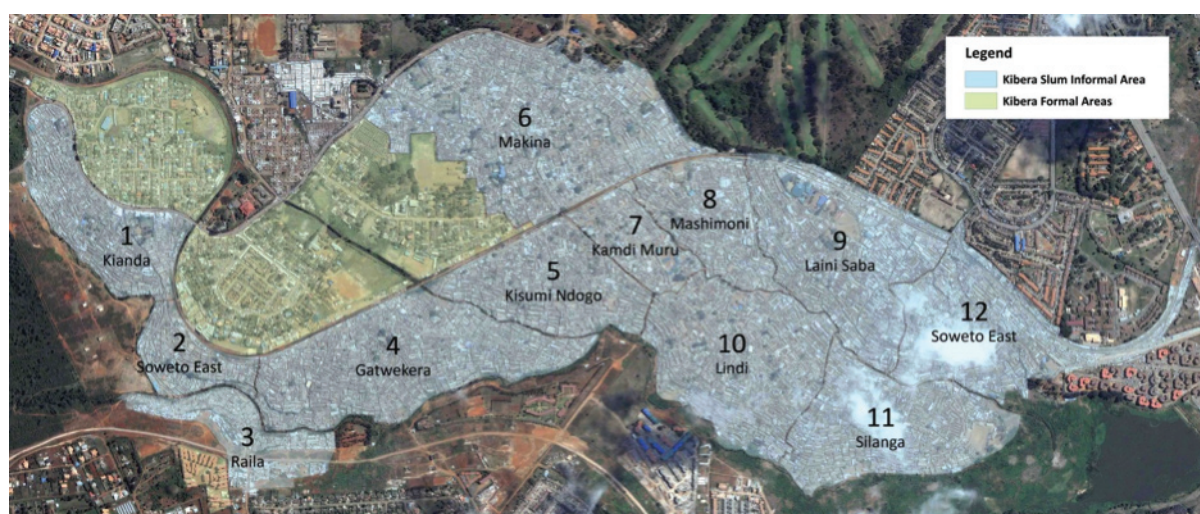 Legend
Kibera Slum Informal Area
Kibera Formal Areas
1
Kianda
2
Soweto East
3
Raila
4
Gatwekera
5
Kisumi Ndogo
6
Makina
7
Kamdi Muru
8
Mashimoni
9
Laini Saba
10
Lindi
11
Silanga
12
Soweto East